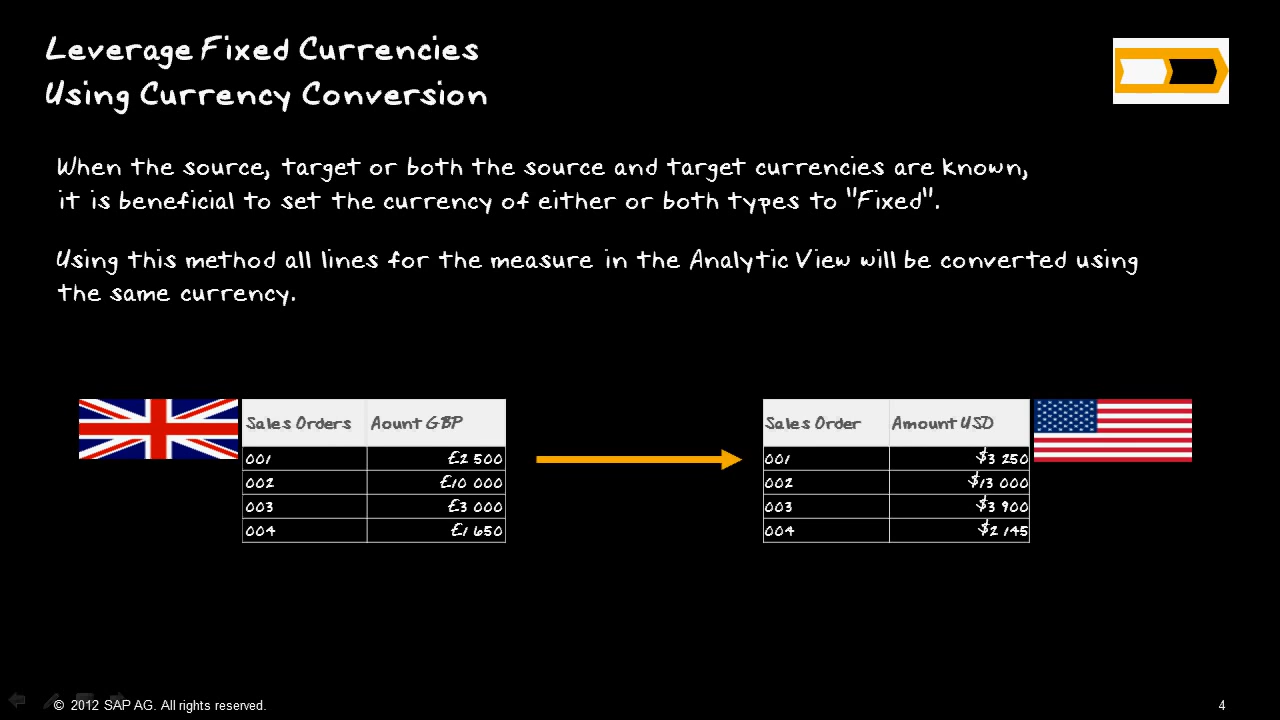 Leverage Fixed Currencies
Using Currency Conversion
When the source, target or both the source and target currencies are known,
it is beneficial to set the currency of either or both types to "Fixed".
Using this method all lines for the measure in the Analytic View will be converted using
the same currency.
Sales Orders Aount GBP
001 £2 500
002 £10 000
003 £3 000
004 £1 650
Sales Order Amount USD
001 $3 250
002 $13 000
003 $3 900
004 $2 145
© 2012 SAP AG. All rights reserved.
4